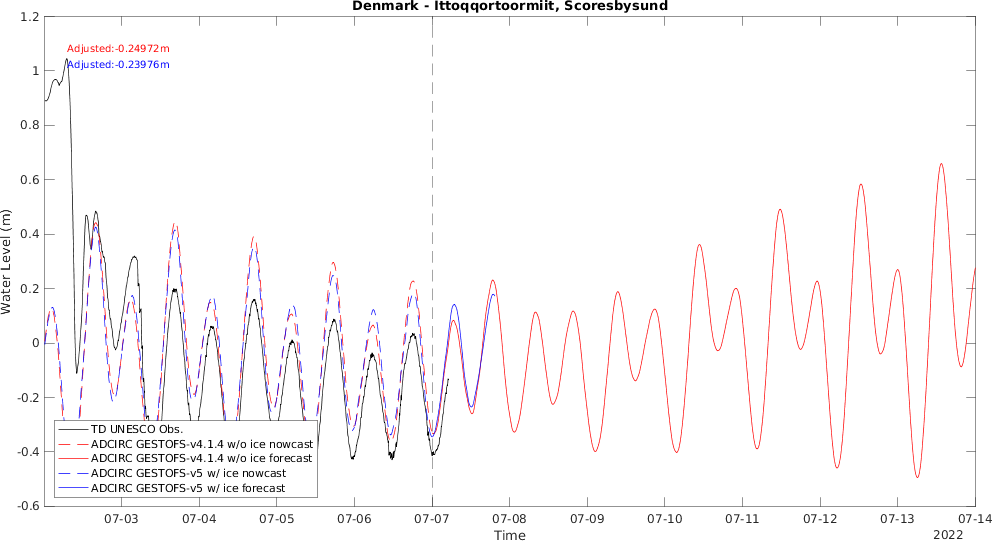 Denmark - Ittoqqortoormiit, Scoresbysund
1.2
Adjusted:-0.24972m
Adjusted:-0.23976m
1
0.8
0.6
0.4
0.2
0
-0.2
-0.4
-0.6
Water Level (m)
TD UNESCO Obs.
ADCIRC GESTOFS-v4.1.4 w/o ice nowcast
ADCIRC GESTOFS-v4.1.4 w/o ice forecast
ADCIRC GESTOFS-v5 w/ ice nowcast
ADCIRC GESTOFS-v5 w/ ice forecast
07-03 07-04 07-05 07-06 07-07 07-08 07-09 07-10 07-11 07-12 07-13 07-14
Time
2022